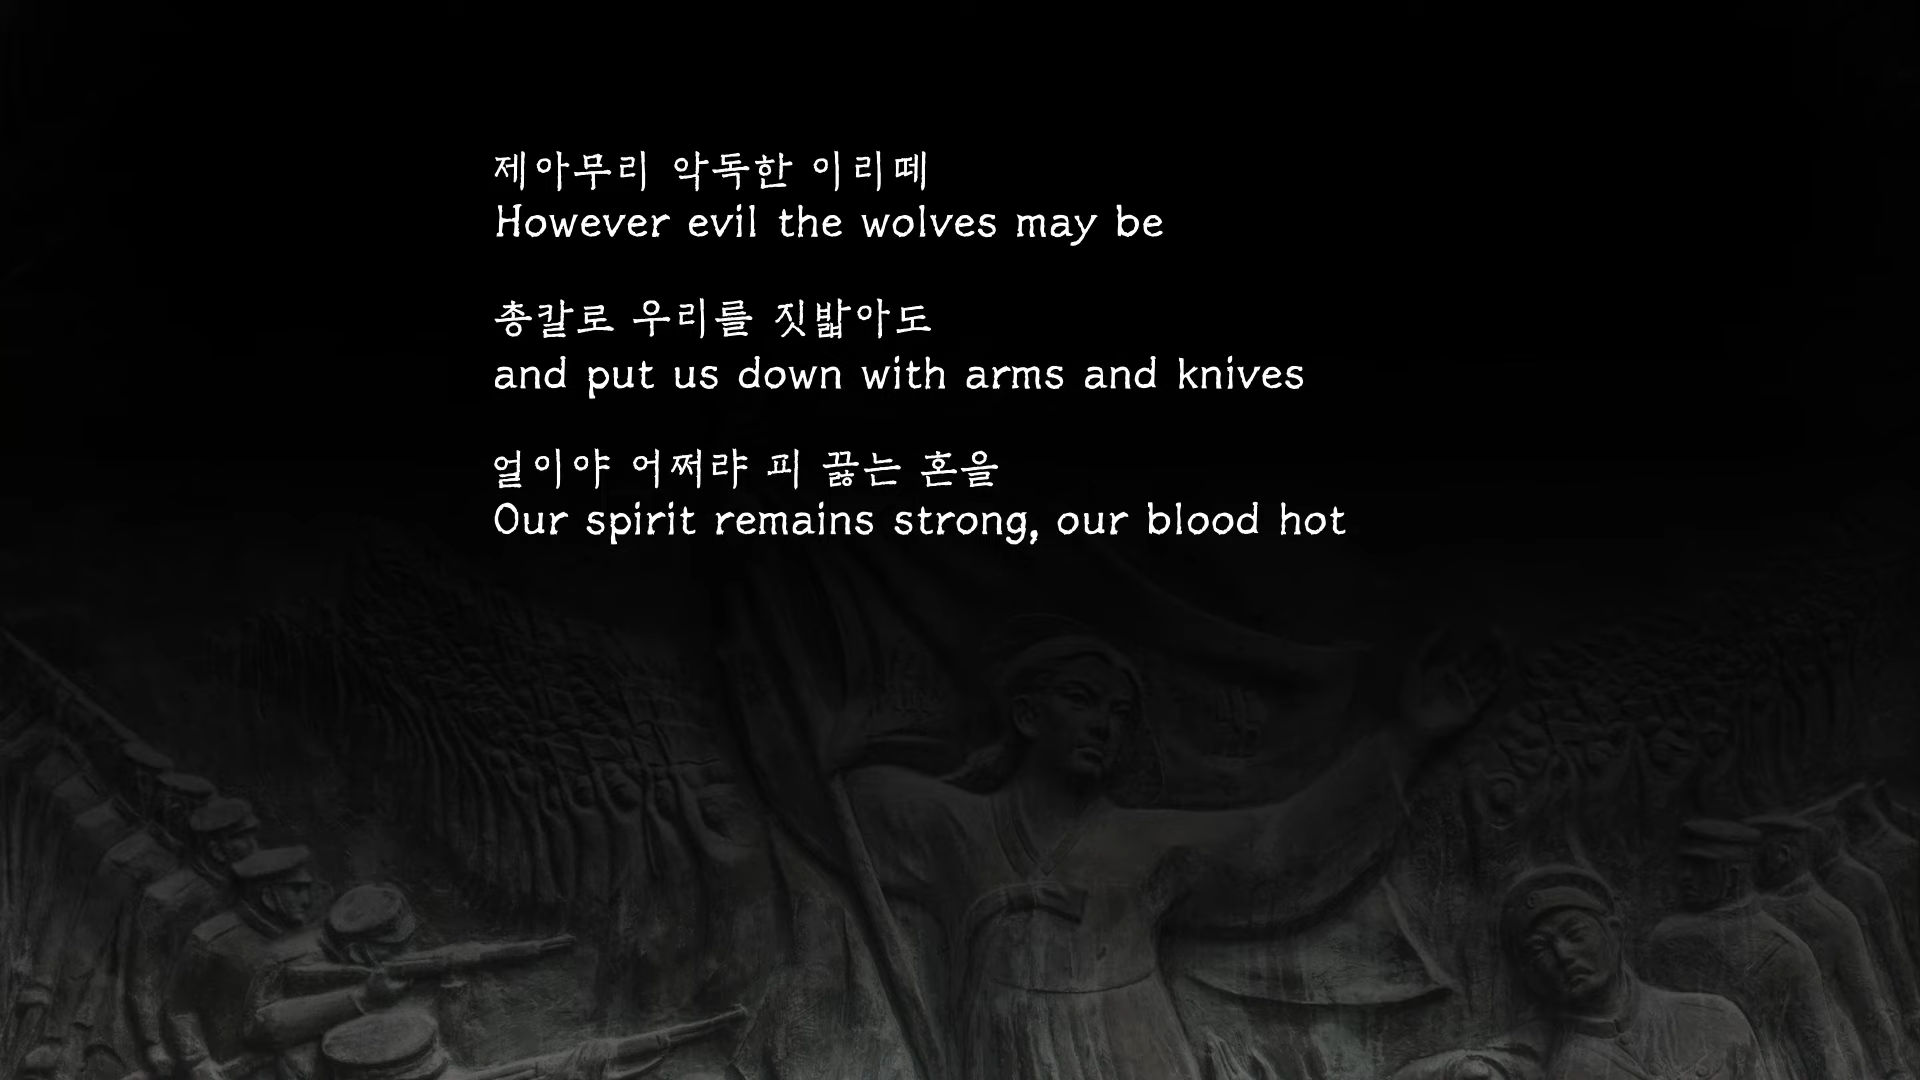 제아무리 악독한 이리떼
However evil the wolves may be
총칼로 우리를 짓밟아도
and put us down with arms and knives
얼이야 어쩌랴 피 끓는 혼을
Our spirit remains strong, our blood hot